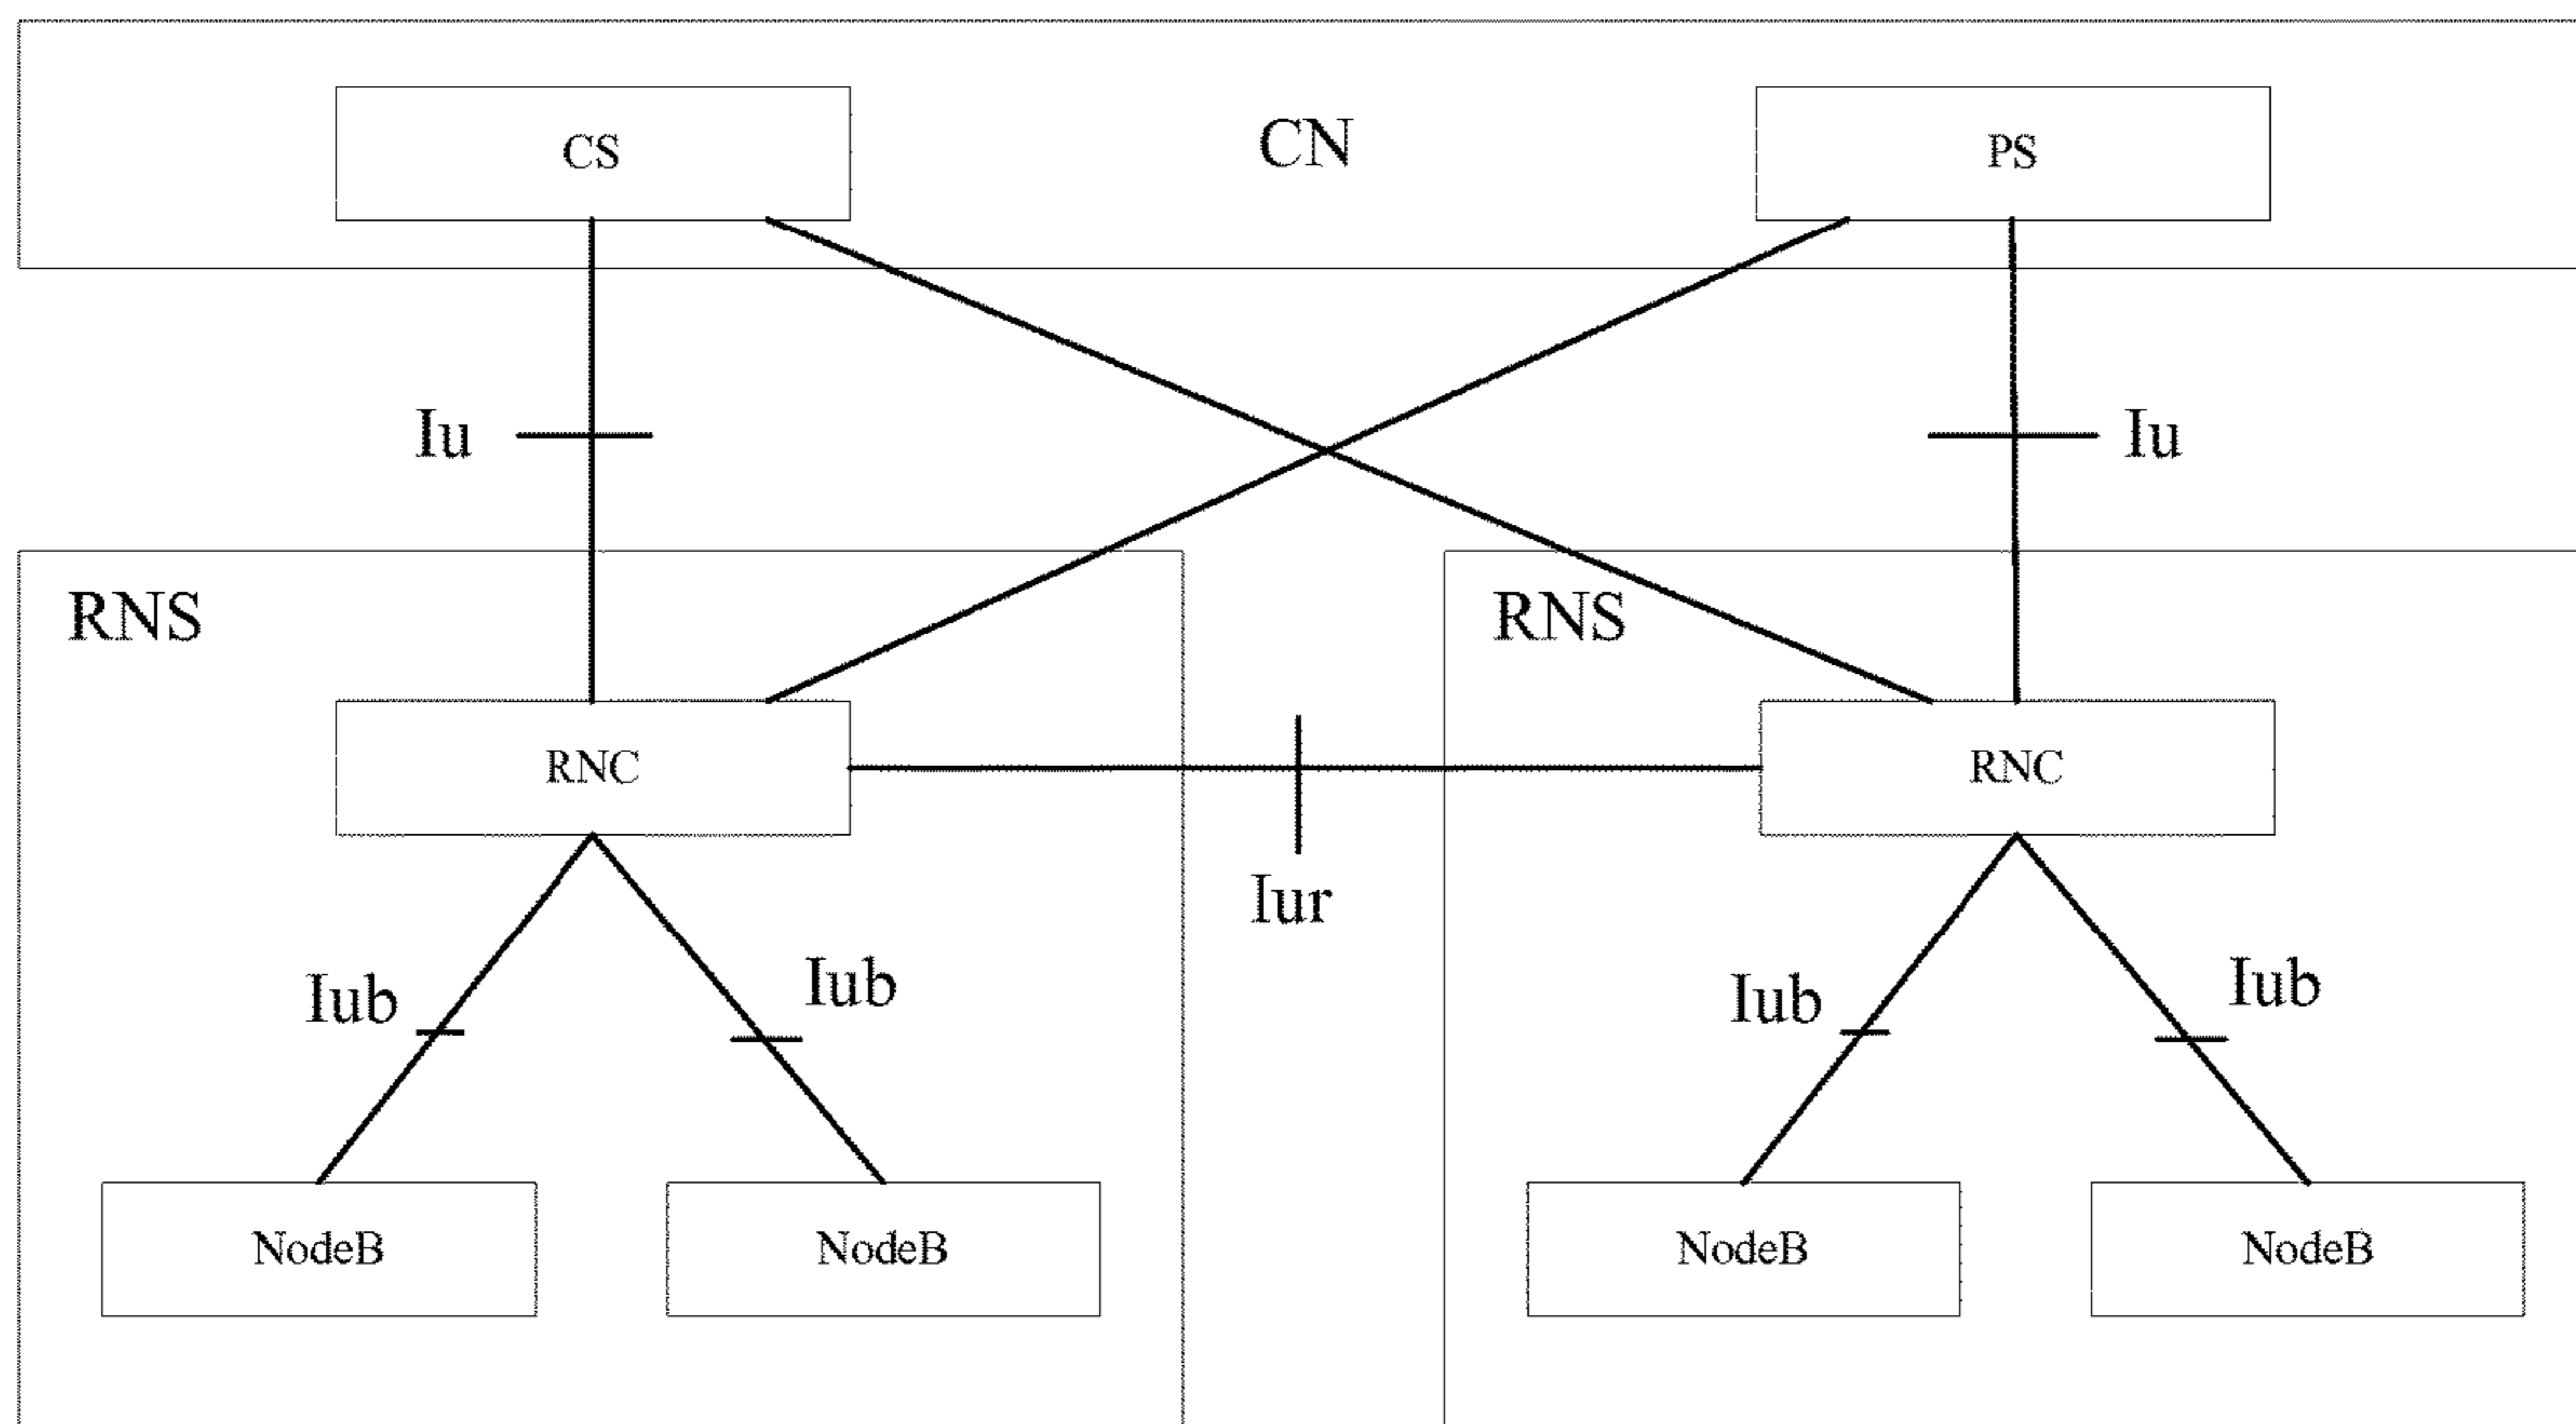 CS
CN
PS
Iu
Iu
RNS
RNS
RNC
RNC
Iur
Iub
Iub
Iub
Iub
NodeB
NodeB
NodeB
NodeB